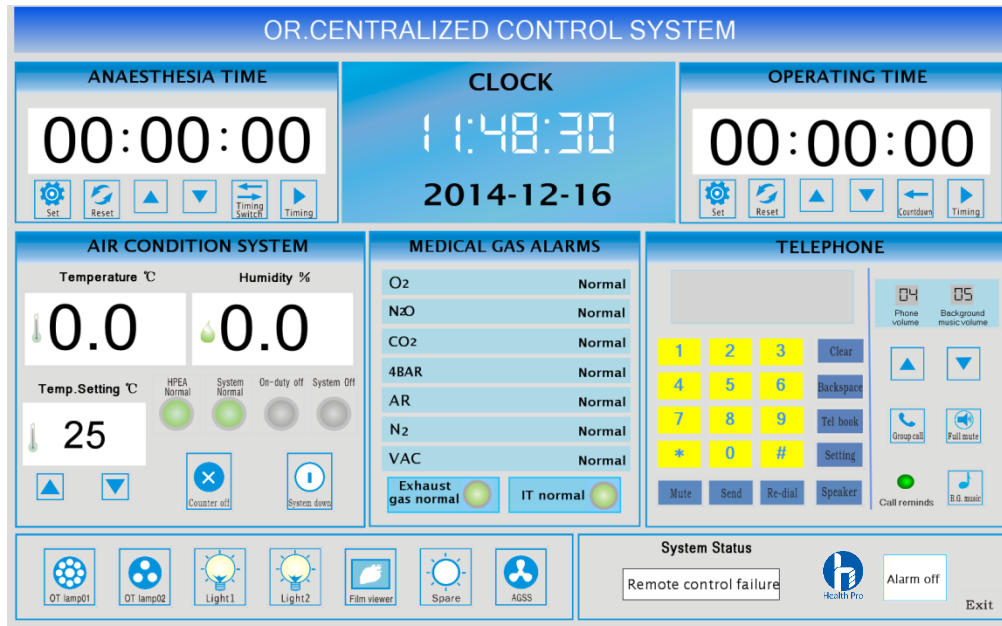 OR.CENTRALIZED CONTROL SYSTEM
ANAESTHESIA TIME
00:00:00
Set
Reset
Timing
Switch
Timing
CLOCK
11:48:30
2014-12-16
OPERATING TIME
00:00:00
Set
Reset
Countdown
Timing
AIR CONDITION SYSTEM
Temperature ℃
Humidity %
0.0
0.0
Temp.Setting ℃
25
HPEA
Normal
System
Normal
On-duty off
System Off
Counter off
System down
MEDICAL GAS ALARMS
O2 Normal
N2O Normal
CO2 Normal
4BAR Normal
AR Normal
N2 Normal
VAC Normal
Exhaust
gas normal
IT normal
TELEPHONE
1 2 3 Clear
4 5 6 Backspace
7 8 9 Tel book
* 0 # Setting
Mute Send Re-dial Speaker
04 05
Phone
volume
Background
music volume
Group call
Full mute
Call reminds
B.G. music
OT lamp01
OT lamp02
Light1
Light2
Film viewer
Spare
AGSS
System Status
Remote control failure
Health Pro
Alarm off
Exit